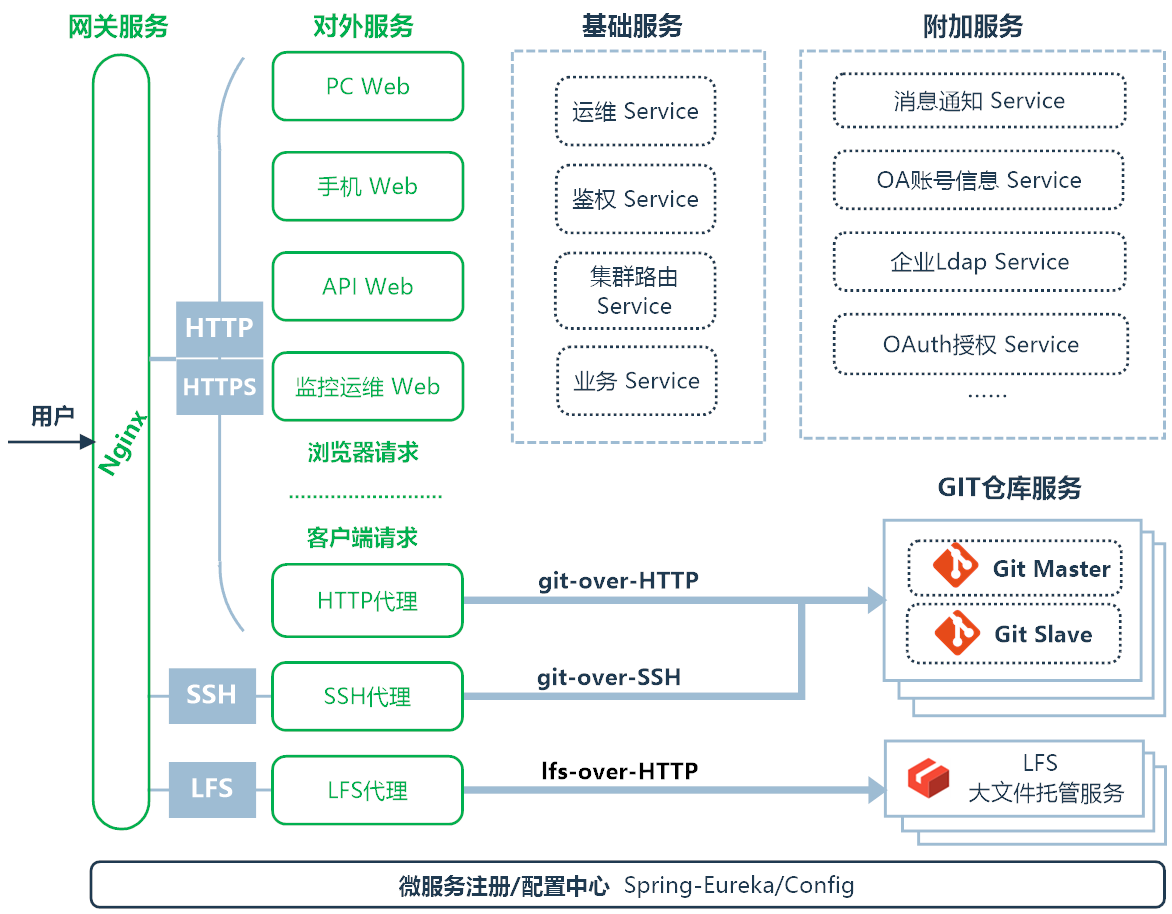 网关服务
用户
Nginx
HTTP
HTTPS
SSH
LFS
对外服务
PC Web
手机 Web
API Web
监控运维 Web
浏览器请求
客户端请求
HTTP代理
SSH代理
LFS代理
git-over-HTTP
git-over-SSH
lfs-over-HTTP
基础服务
运维 Service
鉴权 Service
集群路由
Service
业务 Service
附加服务
消息通知 Service
OA账号信息 Service
企业Ldap Service
OAuth授权 Service
......
GIT仓库服务
Git Master
Git Slave
LFS
大文件托管服务
微服务注册/配置中心 Spring-Eureka/Config